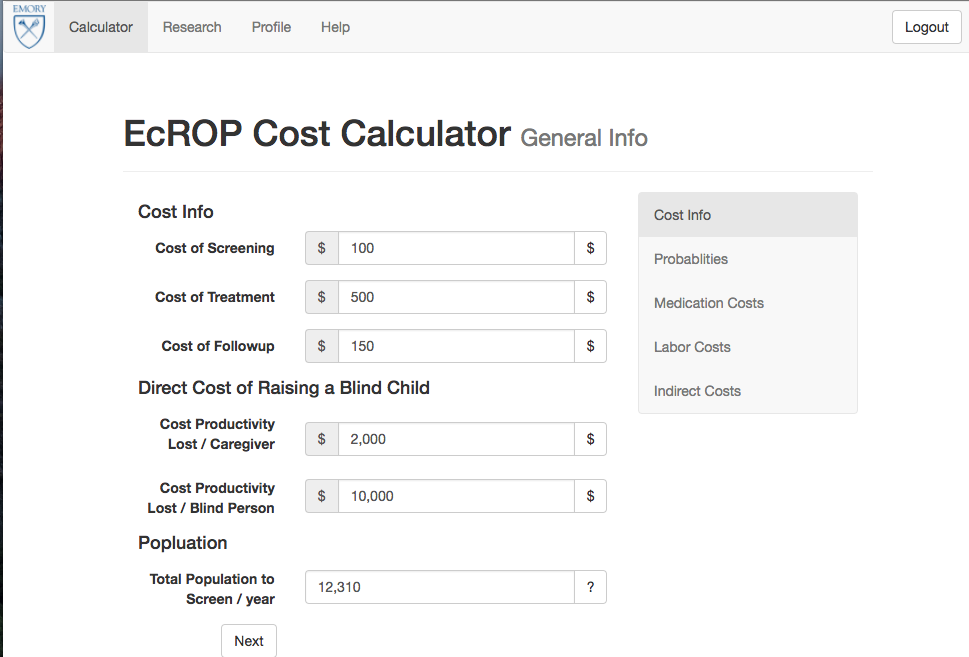 EMORY
Calculator Research Profile Help Logout
EcROP Cost Calculator General Info
Cost Info
Cost of Screening $ 100 $
Cost of Treatment $ 500 $
Cost of Followup $ 150 $
Direct Cost of Raising a Blind Child
Cost Productivity
Lost / Caregiver $ 2,000 $
Cost Productivity
Lost / Blind Person $ 10,000 $
Popluation
Total Population to
Screen / year 12,310 ?
Next
Cost Info
Probablities
Medication Costs
Labor Costs
Indirect Costs